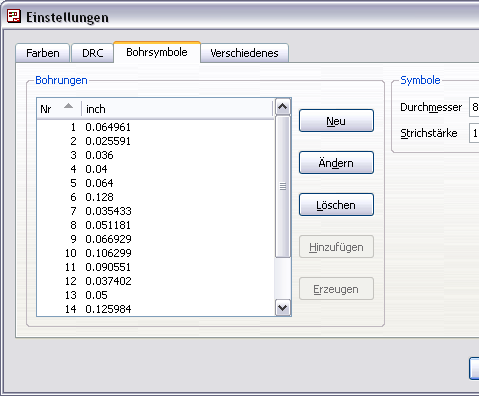 Einstellungen
Farben DRC Bohrsymbole Verschiedenes
Bohrungen
Nr inch
1 0.064961
2 0.025591
3 0.036
4 0.04
5 0.064
6 0.128
7 0.035433
8 0.051181
9 0.066929
10 0.106299
11 0.090551
12 0.037402
13 0.05
14 0.125984
Neu
Ändern
Löschen
Hinzufügen
Erzeugen
Symbole
Durchmesser 8
Strichstärke 1